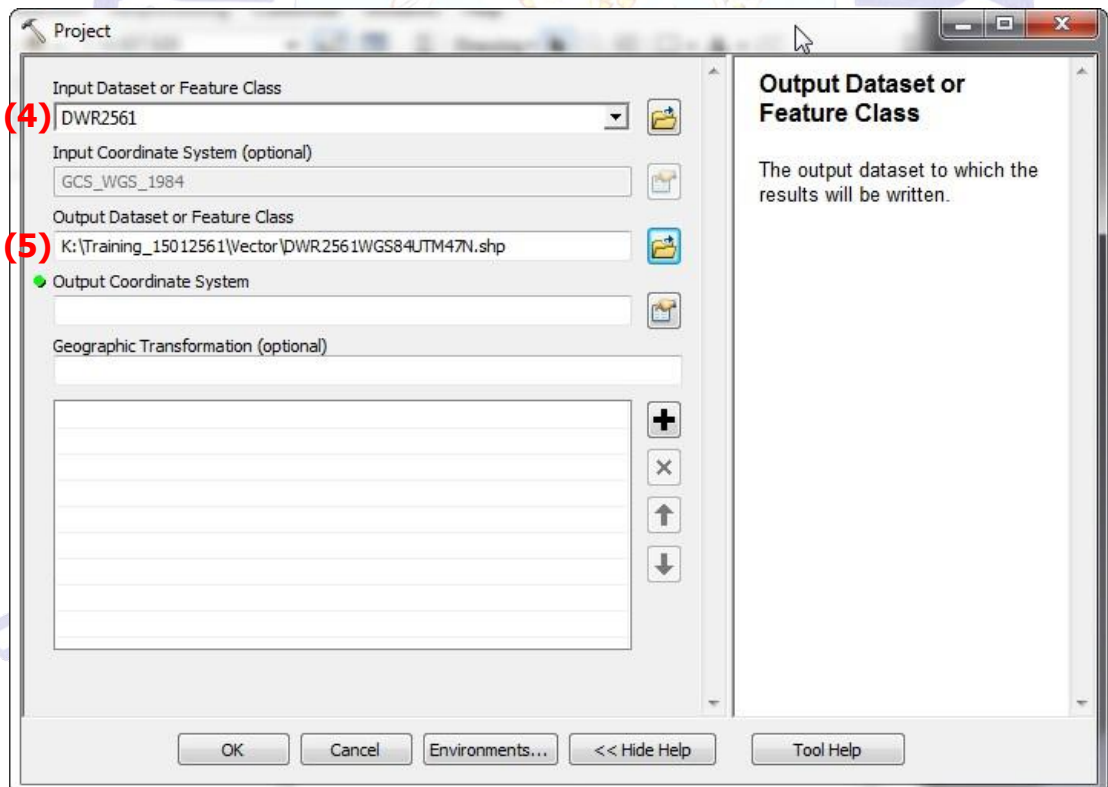 Project
Input Dataset or Feature Class
(4) DWR2561
Input Coordinate System (optional)
GCS_WGS_1984
Output Dataset or Feature Class
(5) K:\Training_15012561\Vector\DWR2561WGS84UTM47N.shp
Output Coordinate System
Geographic Transformation (optional)
OK Cancel Environments... << Hide Help Tool Help
Output Dataset or
Feature Class
The output dataset to which the
results will be written.